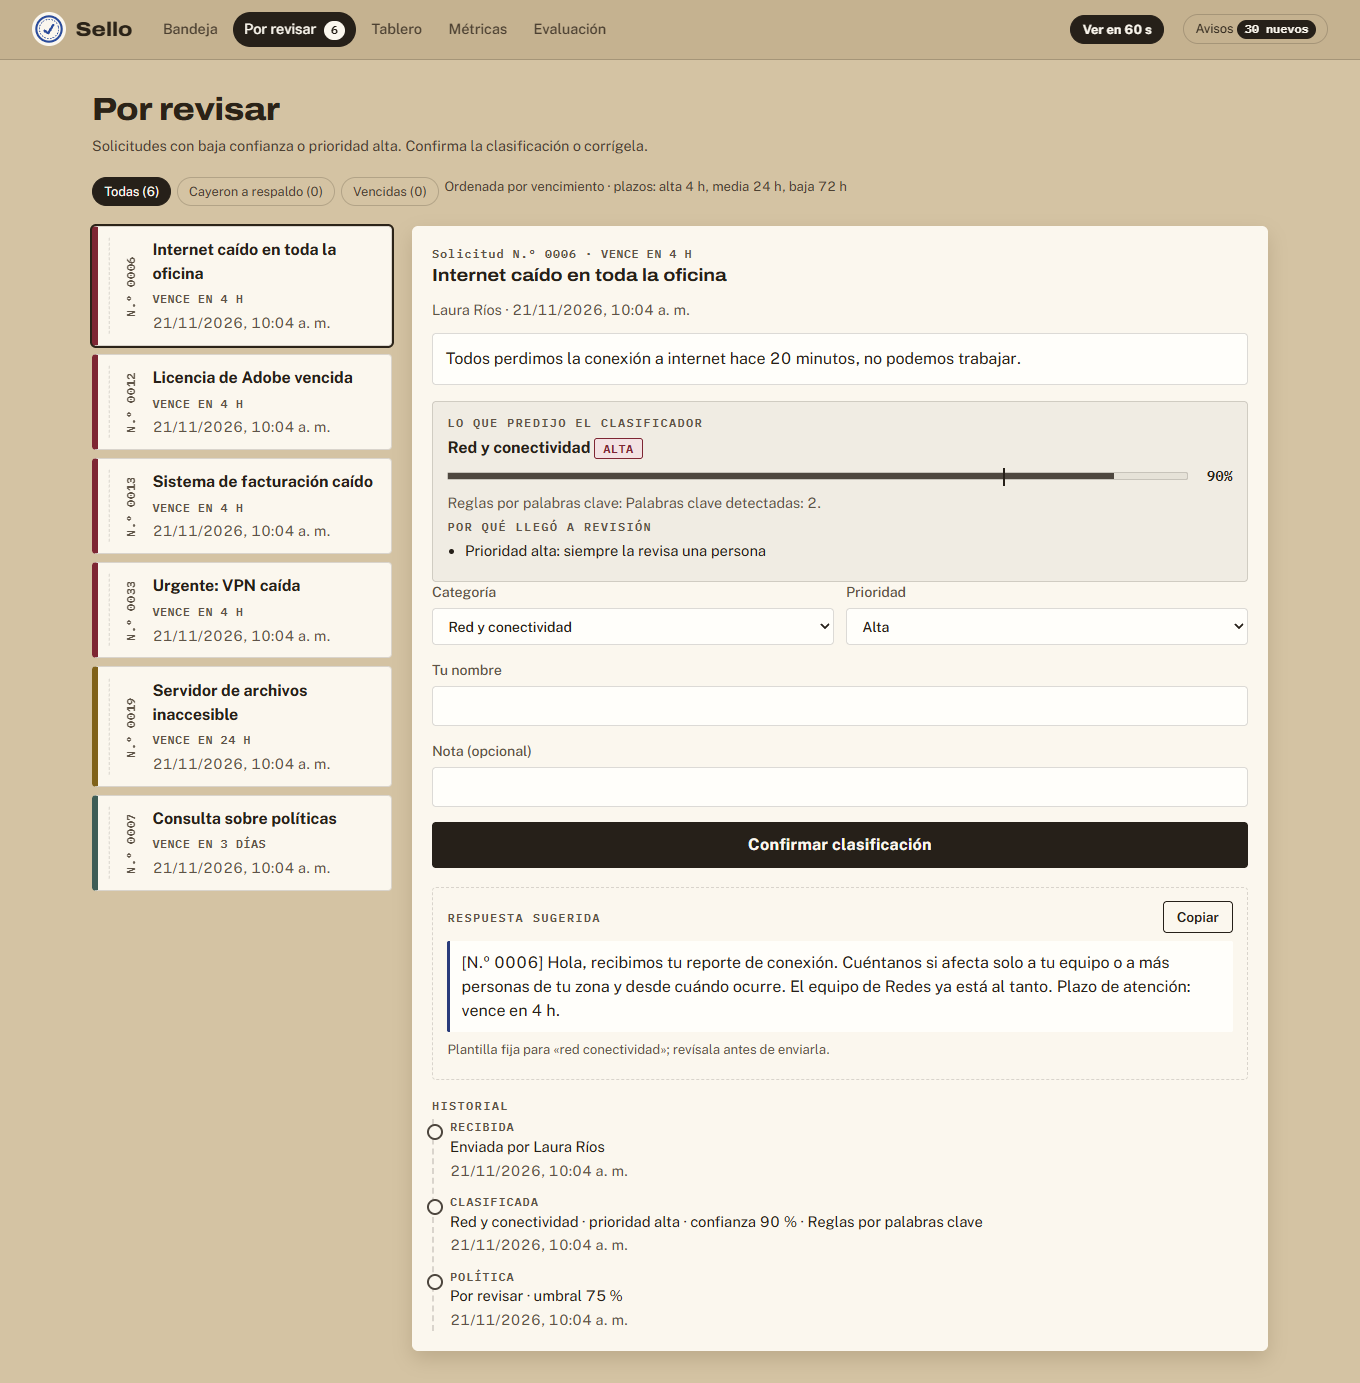 Sello
Bandeja
Por revisar 6
Tablero
Métricas
Evaluación
Ver en 60 s
Avisos 30 nuevos
Por revisar
Solicitudes con baja confianza o prioridad alta. Confirma la clasificación o corrígela.
Todas (6)
Cayeron a respaldo (0)
Vencidas (0)
Ordenada por vencimiento · plazos: alta 4 h, media 24 h, baja 72 h
N.º 0006
Internet caído en toda la
oficina
VENCE EN 4 H
21/11/2026, 10:04 a. m.
N.º 0012
Licencia de Adobe vencida
VENCE EN 4 H
21/11/2026, 10:04 a. m.
N.º 0013
Sistema de facturación caído
VENCE EN 4 H
21/11/2026, 10:04 a. m.
N.º 0033
Urgente: VPN caída
VENCE EN 4 H
21/11/2026, 10:04 a. m.
N.º 0019
Servidor de archivos
inaccesible
VENCE EN 24 H
21/11/2026, 10:04 a. m.
N.º 0007
Consulta sobre políticas
VENCE EN 3 DÍAS
21/11/2026, 10:04 a. m.
Solicitud N.º 0006 · VENCE EN 4 H
Internet caído en toda la oficina
Laura Ríos · 21/11/2026, 10:04 a. m.
Todos perdimos la conexión a internet hace 20 minutos, no podemos trabajar.
LO QUE PREDIJO EL CLASIFICADOR
Red y conectividad ALTA
90%
Reglas por palabras clave: Palabras clave detectadas: 2.
POR QUÉ LLEGÓ A REVISIÓN
• Prioridad alta: siempre la revisa una persona
Categoría
Prioridad
Red y conectividad
Alta
Tu nombre
Nota (opcional)
Confirmar clasificación
RESPUESTA SUGERIDA
Copiar
[N.º 0006] Hola, recibimos tu reporte de conexión. Cuéntanos si afecta solo a tu equipo o a más
personas de tu zona y desde cuándo ocurre. El equipo de Redes ya está al tanto. Plazo de atención:
vence en 4 h.
Plantilla fija para «red conectividad»; revísala antes de enviarla.
HISTORIAL
RECIBIDA
Enviada por Laura Ríos
21/11/2026, 10:04 a. m.
CLASIFICADA
Red y conectividad · prioridad alta · confianza 90 % · Reglas por palabras clave
21/11/2026, 10:04 a. m.
POLÍTICA
Por revisar · umbral 75 %
21/11/2026, 10:04 a. m.